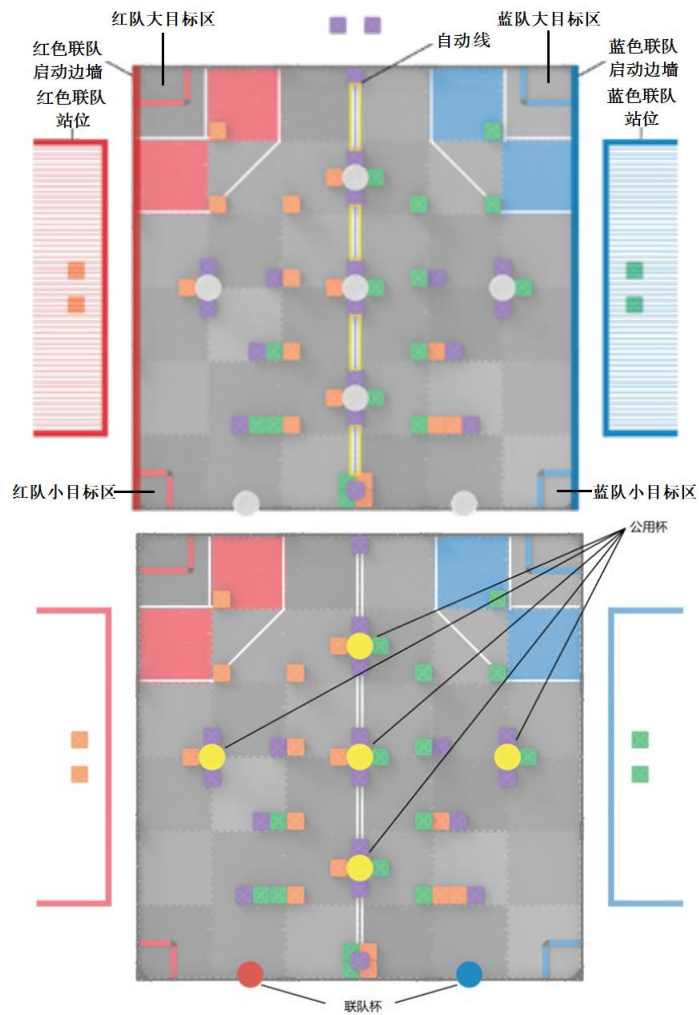 红队大目标区
蓝队大目标区
自动线
红色联队
启动边墙
蓝色联队
启动边墙
红色联队
站位
蓝色联队
站位
红队小目标区
蓝队小目标区
公用杯
联队杯